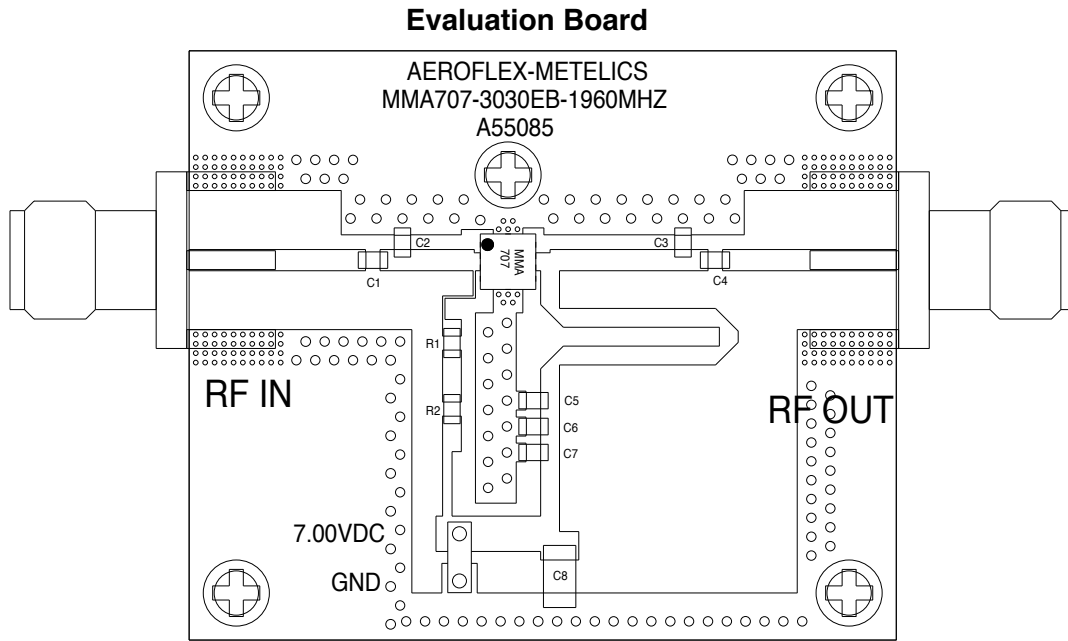 Evaluation Board
AEROFLEX-METELICS
MMA707-3030EB-1960MHZ
A55085
C2
C3
MMA
707
C1
C4
R1
RF IN
R2
C5
RF OUT
C6
C7
7.00VDC
GND
C8